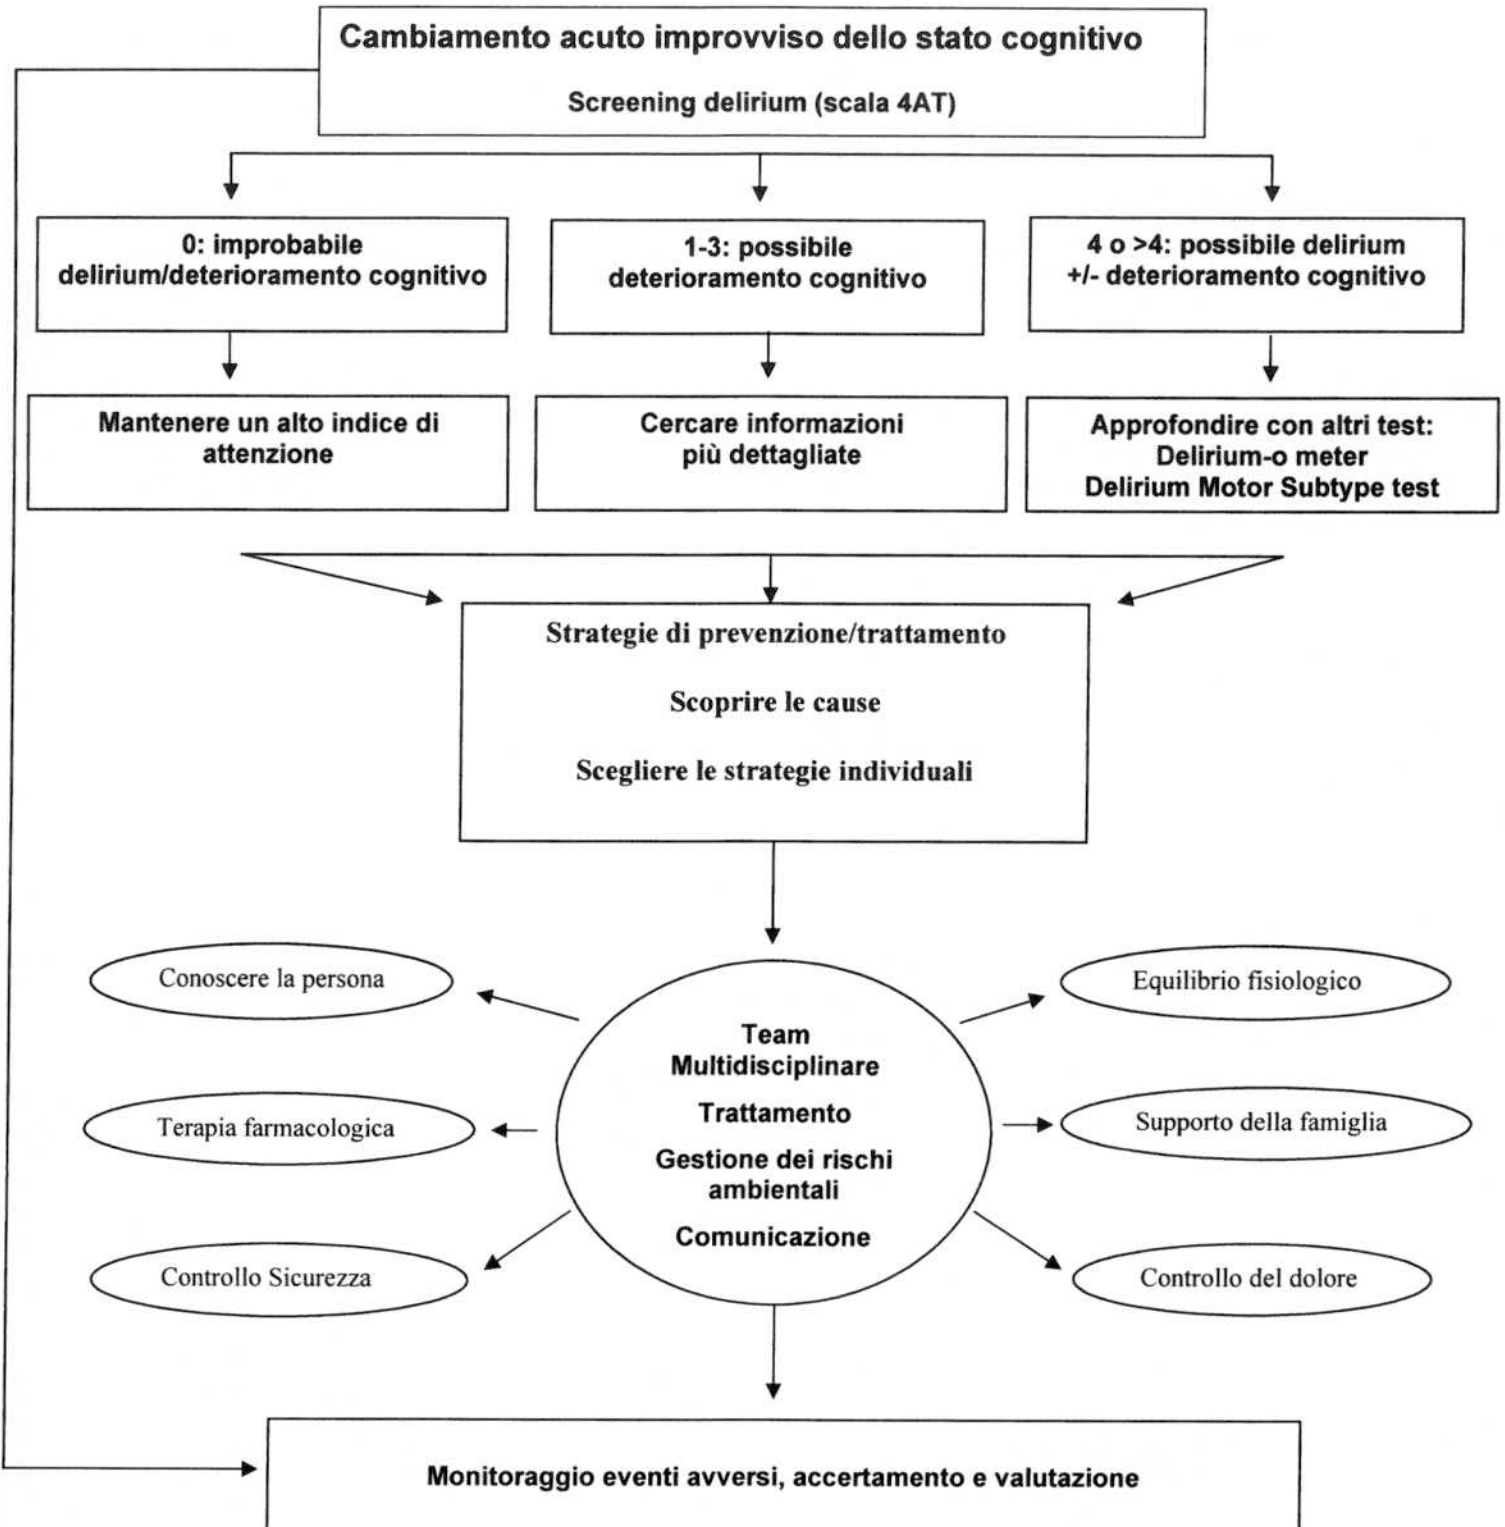 Cambiamento acuto improvviso dello stato cognitivo
Screening delirium (scala 4AT)
0: improbabile
delirium/deterioramento cognitivo
1-3: possibile
deterioramento cognitivo
4 o >4: possibile delirium
+/- deterioramento cognitivo
Mantenere un alto indice di
attenzione
Cercare informazioni
più dettagliate
Approfondire con altri test:
Delirium-o meter
Delirium Motor Subtype test
Strategie di prevenzione/trattamento
Scoprire le cause
Scegliere le strategie individuali
Conoscere la persona
Equilibrio fisiologico
Team
Multidisciplinare
Trattamento
Gestione dei rischi
ambientali
Comunicazione
Terapia farmacologica
Supporto della famiglia
Controllo Sicurezza
Controllo del dolore
Monitoraggio eventi avversi, accertamento e valutazione